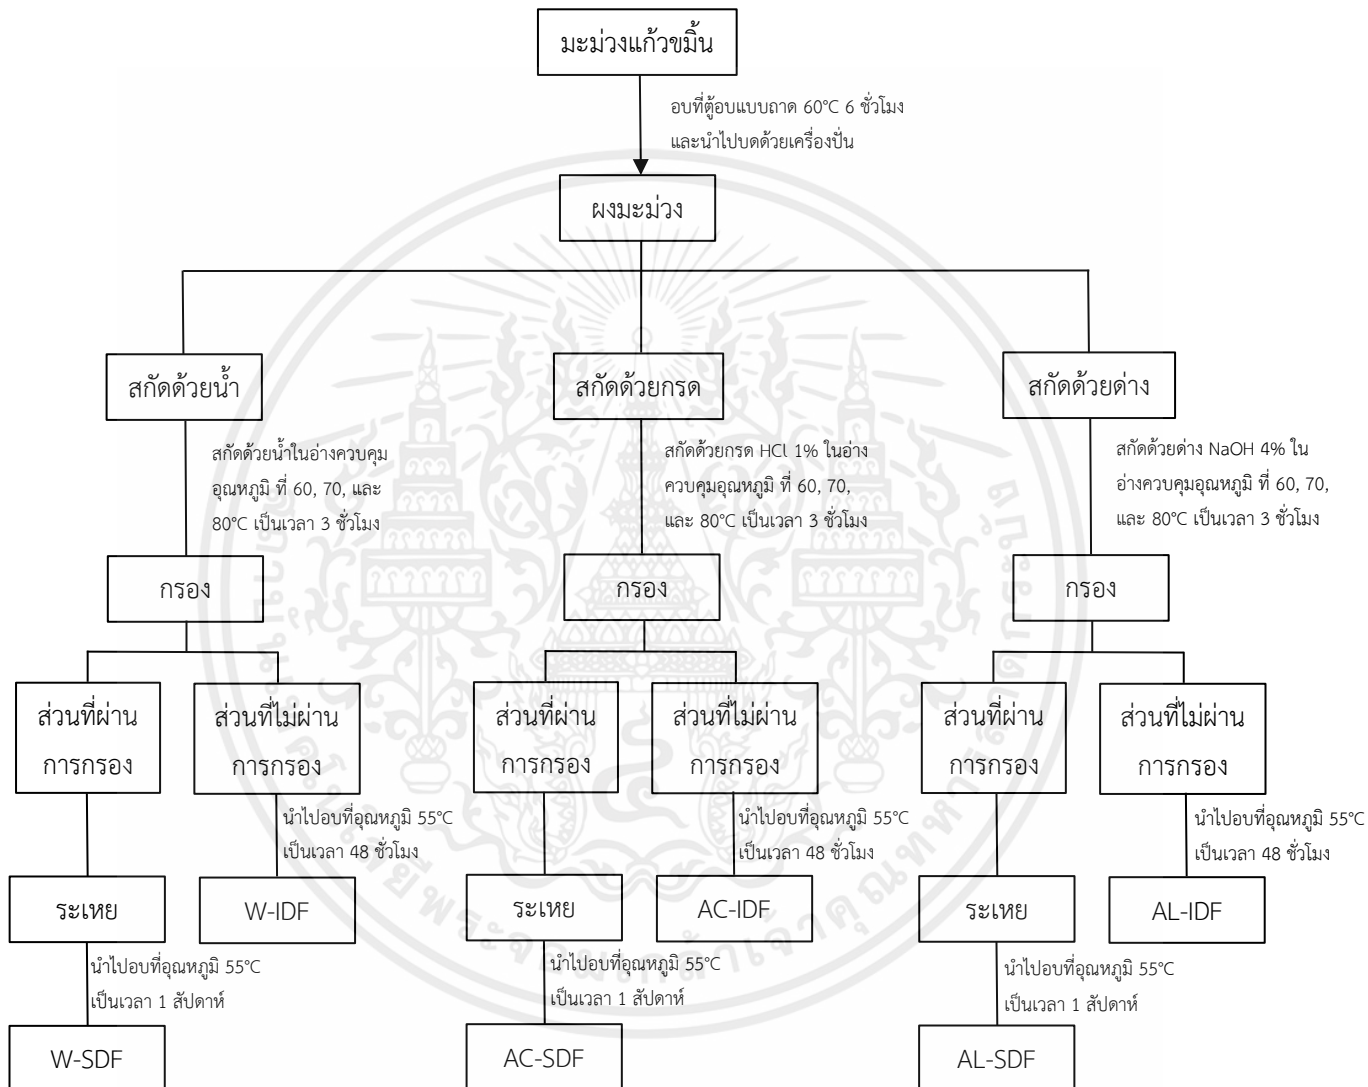 มะม่วงแก้วขมิ้น
อบที่ตู้อบแบบถาด 60°C 6 ชั่วโมง
และนำไปบดด้วยเครื่องปั่น
ผงมะม่วง
สกัดด้วยน้ำ
สกัดด้วยกรด
สกัดด้วยด่าง
สกัดด้วยน้ำในอ่างควบคุม
อุณหภูมิ ที่ 60, 70, และ
80°C เป็นเวลา 3 ชั่วโมง
สกัดด้วยกรด HCl 1% ในอ่าง
ควบคุมอุณหภูมิ ที่ 60, 70,
และ 80°C เป็นเวลา 3 ชั่วโมง
สกัดด้วยด่าง NaOH 4% ใน
อ่างควบคุมอุณหภูมิ ที่ 60, 70,
และ 80°C เป็นเวลา 3 ชั่วโมง
กรอง
กรอง
กรอง
ส่วนที่ผ่าน
การกรอง
ส่วนที่ไม่ผ่าน
การกรอง
ส่วนที่ผ่าน
การกรอง
ส่วนที่ไม่ผ่าน
การกรอง
ส่วนที่ผ่าน
การกรอง
ส่วนที่ไม่ผ่าน
การกรอง
นำไปอบที่อุณหภูมิ 55°C
เป็นเวลา 48 ชั่วโมง
นำไปอบที่อุณหภูมิ 55°C
เป็นเวลา 48 ชั่วโมง
นำไปอบที่อุณหภูมิ 55°C
เป็นเวลา 48 ชั่วโมง
ระเหย
W-IDF
ระเหย
AC-IDF
ระเหย
AL-IDF
นำไปอบที่อุณหภูมิ 55°C
เป็นเวลา 1 สัปดาห์
นำไปอบที่อุณหภูมิ 55°C
เป็นเวลา 1 สัปดาห์
นำไปอบที่อุณหภูมิ 55°C
เป็นเวลา 1 สัปดาห์
W-SDF
AC-SDF
AL-SDF